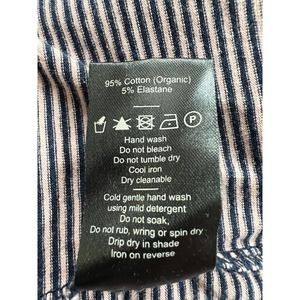 95% Cotton (Organic)
5% Elastane
P
Hand wash
Do not bleach
Do not tumble dry
Cool iron
Dry cleanable
Cold gentle hand wash
using mild detergent
Do not soak,
Do not rub, wring or spin dry
Drip dry in shade
Iron on reverse